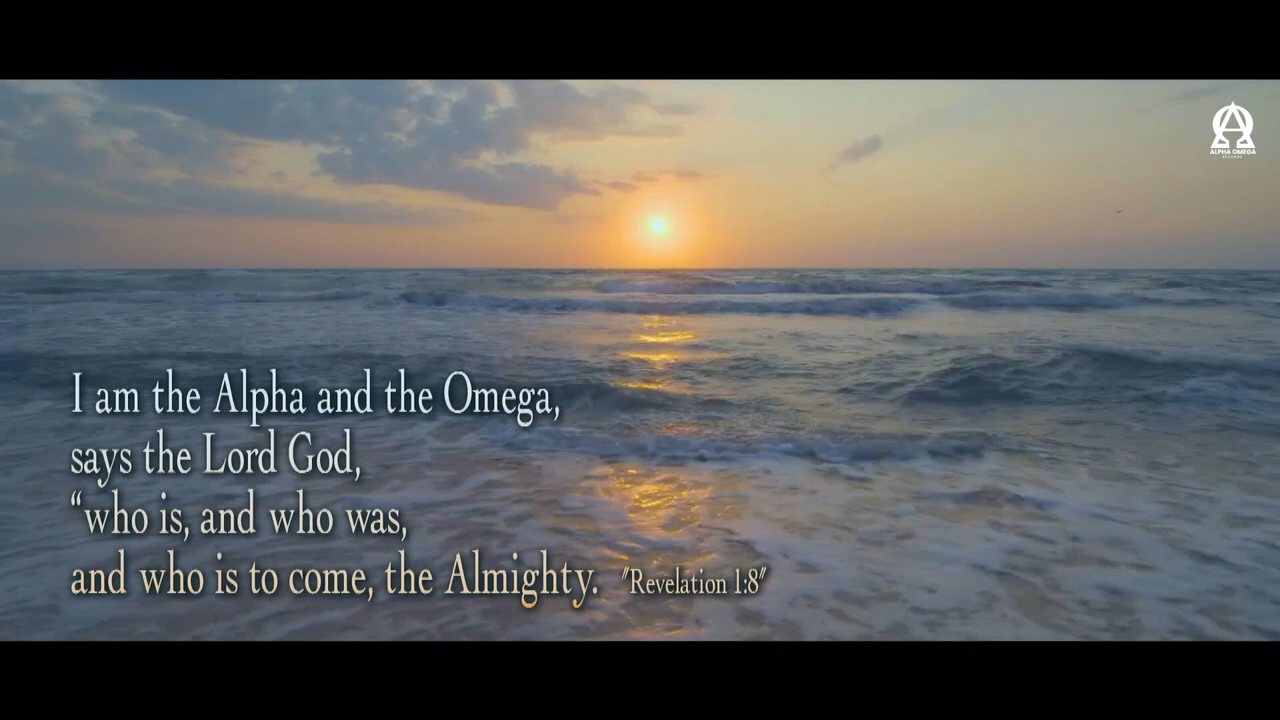 ALPHA OMEGA
RECORDS
I am the Alpha and the Omega,
says the Lord God,
“who is, and who was,
and who is to come, the Almighty. "Revelation 1:8"